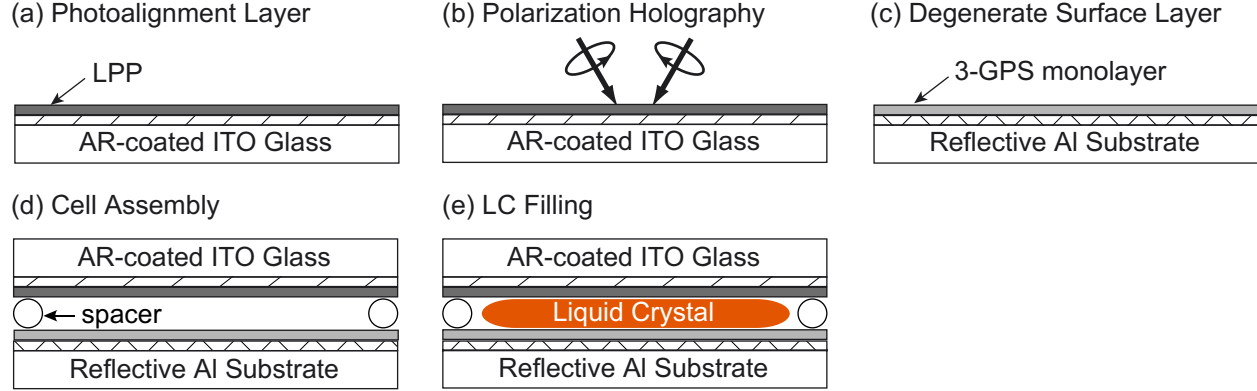 (a) Photoalignment Layer
LPP
AR-coated ITO Glass
(b) Polarization Holography
AR-coated ITO Glass
(c) Degenerate Surface Layer
3-GPS monolayer
Reflective Al Substrate
(d) Cell Assembly
AR-coated ITO Glass
spacer
Reflective Al Substrate
(e) LC Filling
AR-coated ITO Glass
Liquid Crystal
Reflective Al Substrate